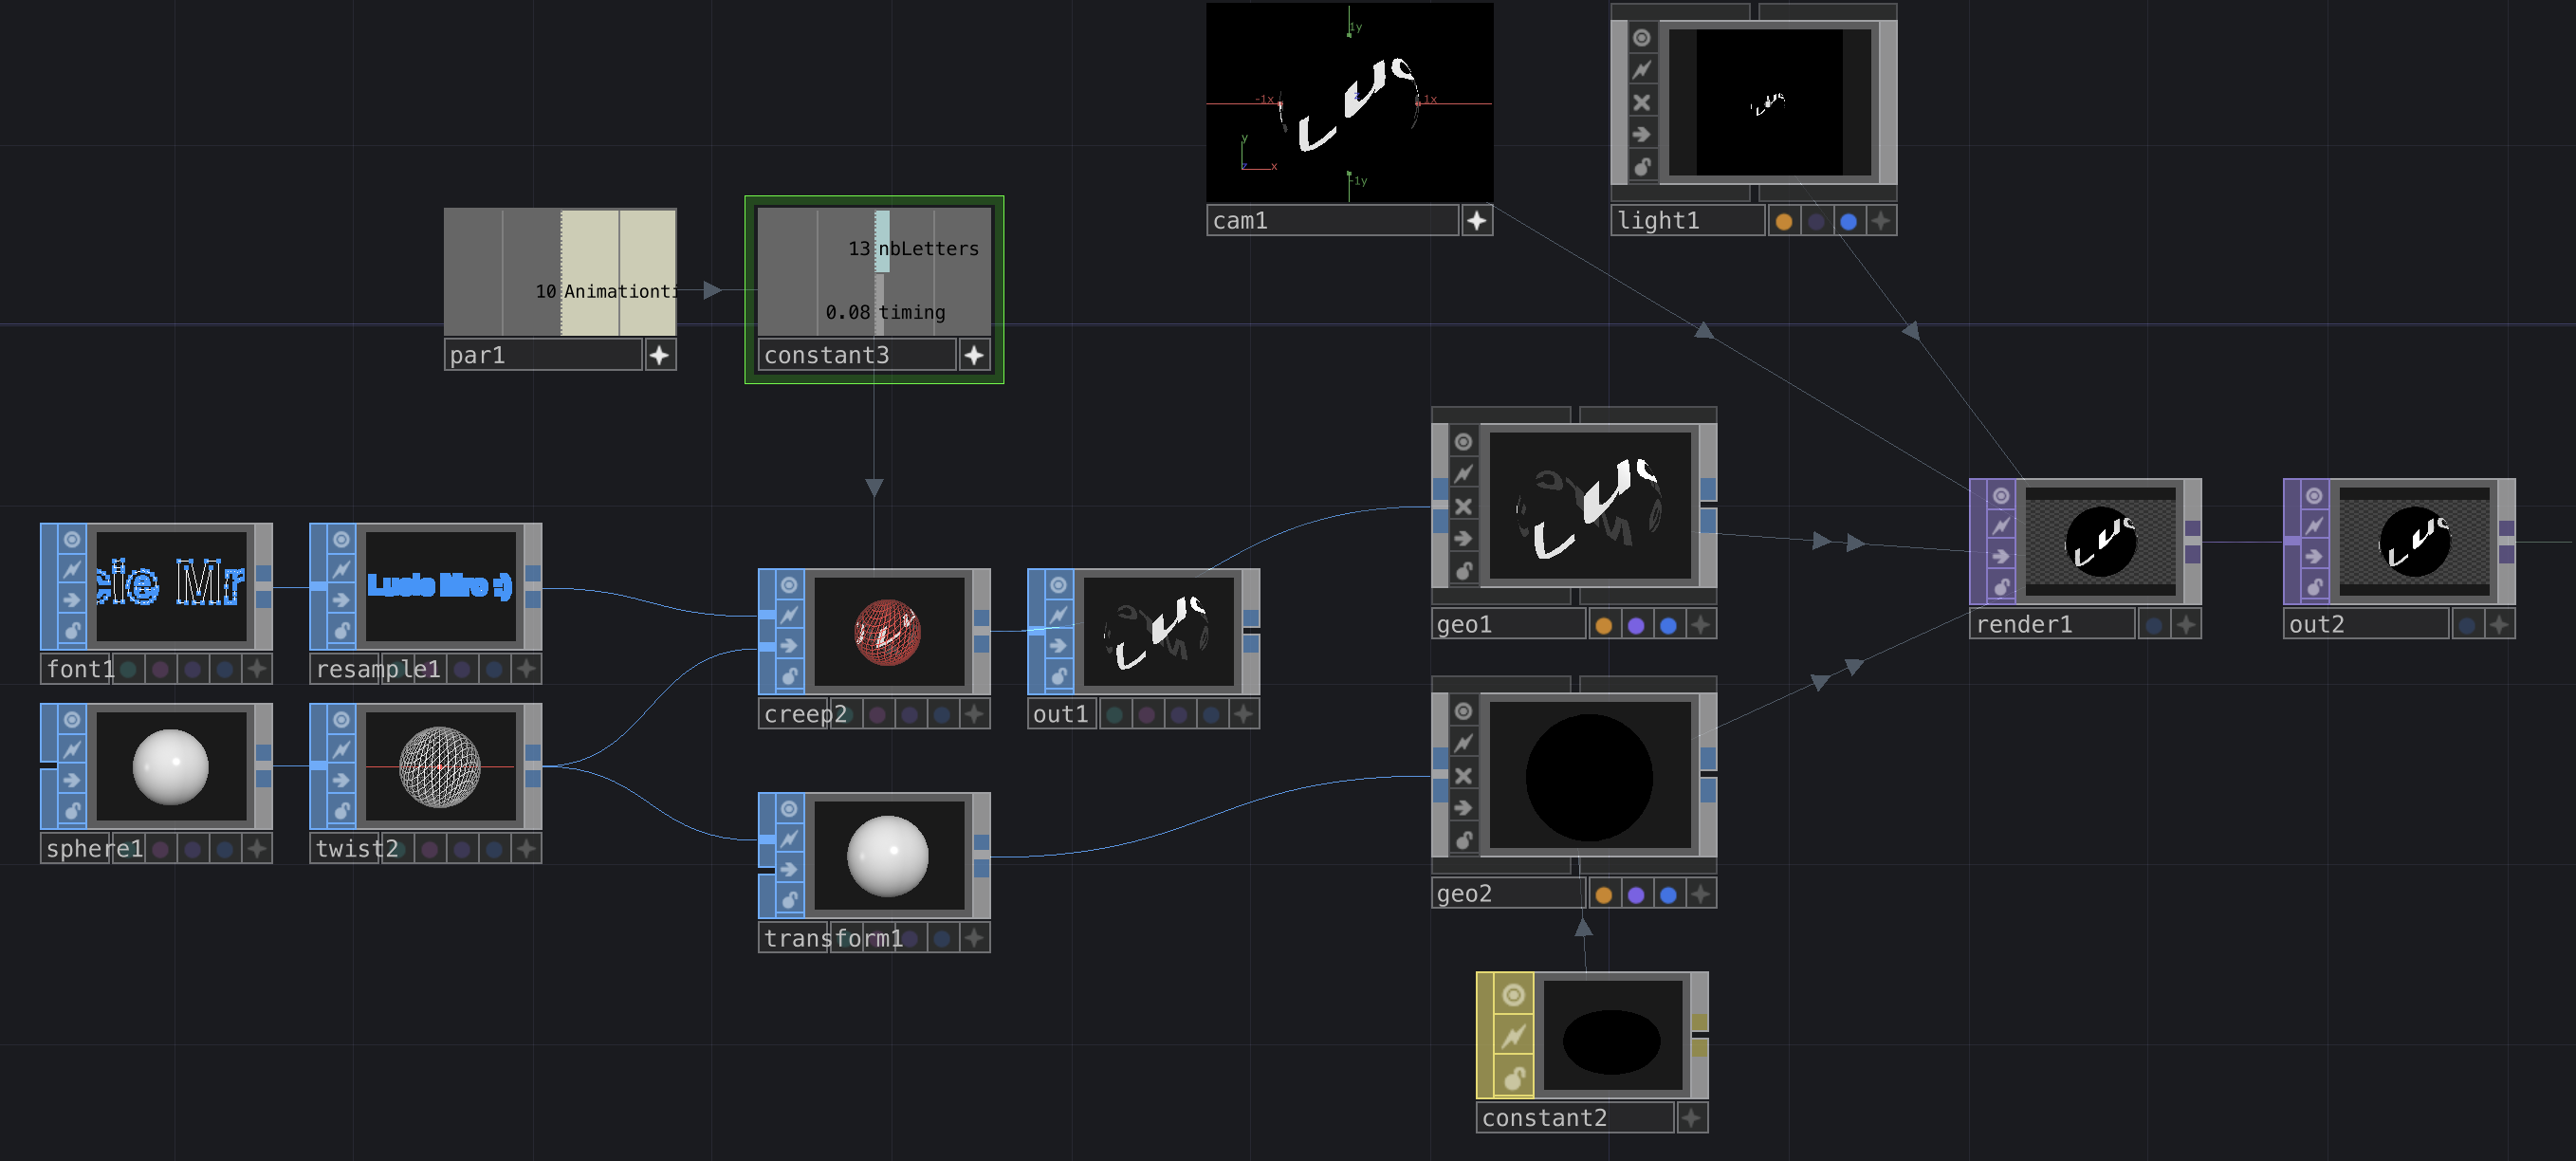 1y
-1x
1x
y
z
x
-1y
cam1
light1
13 nbLetters
0.08 timing
10 Animationti
par1
constant3
cie Mr
Lucie Mro :)
font1
resample1
creep2
out1
geo1
render1
out2
sphere1
twist2
transform1
geo2
constant2